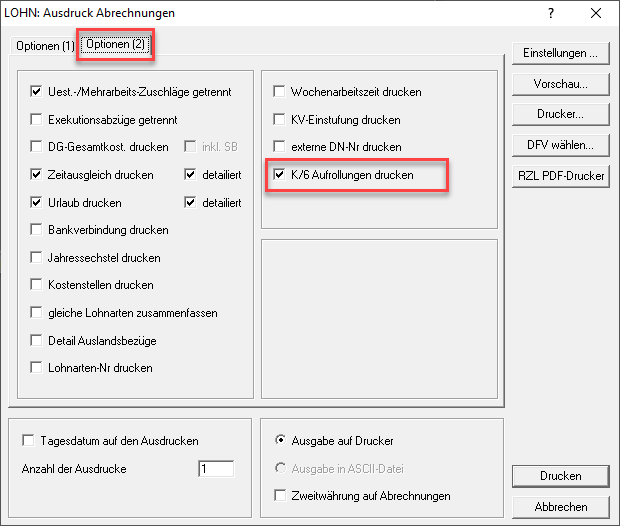 LOHN: Ausdruck Abrechnungen
Optionen (1)
Optionen (2)
Uest.-/Mehrarbeits-Zuschläge getrennt
Exekutionsabzüge getrennt
DG-Gesamtkost. drucken inkl. SB
Zeitausgleich drucken detailiert
Urlaub drucken detailiert
Bankverbindung drucken
Jahressechstel drucken
Kostenstellen drucken
gleiche Lohnarten zusammenfassen
Detail Auslandsbezüge
Lohnarten-Nr drucken
Wochenarbeitszeit drucken
KV-Einstufung drucken
externe DN-Nr drucken
K/6 Aufrollungen drucken
Einstellungen ...
Vorschau...
Drucker...
DFV wählen...
RZL PDF-Drucker
Tagesdatum auf den Ausdrucken
Anzahl der Ausdrucke 1
Ausgabe auf Drucker
Ausgabe in ASCII-Datei
Zweitwährung auf Abrechnungen
Drucken
Abbrechen